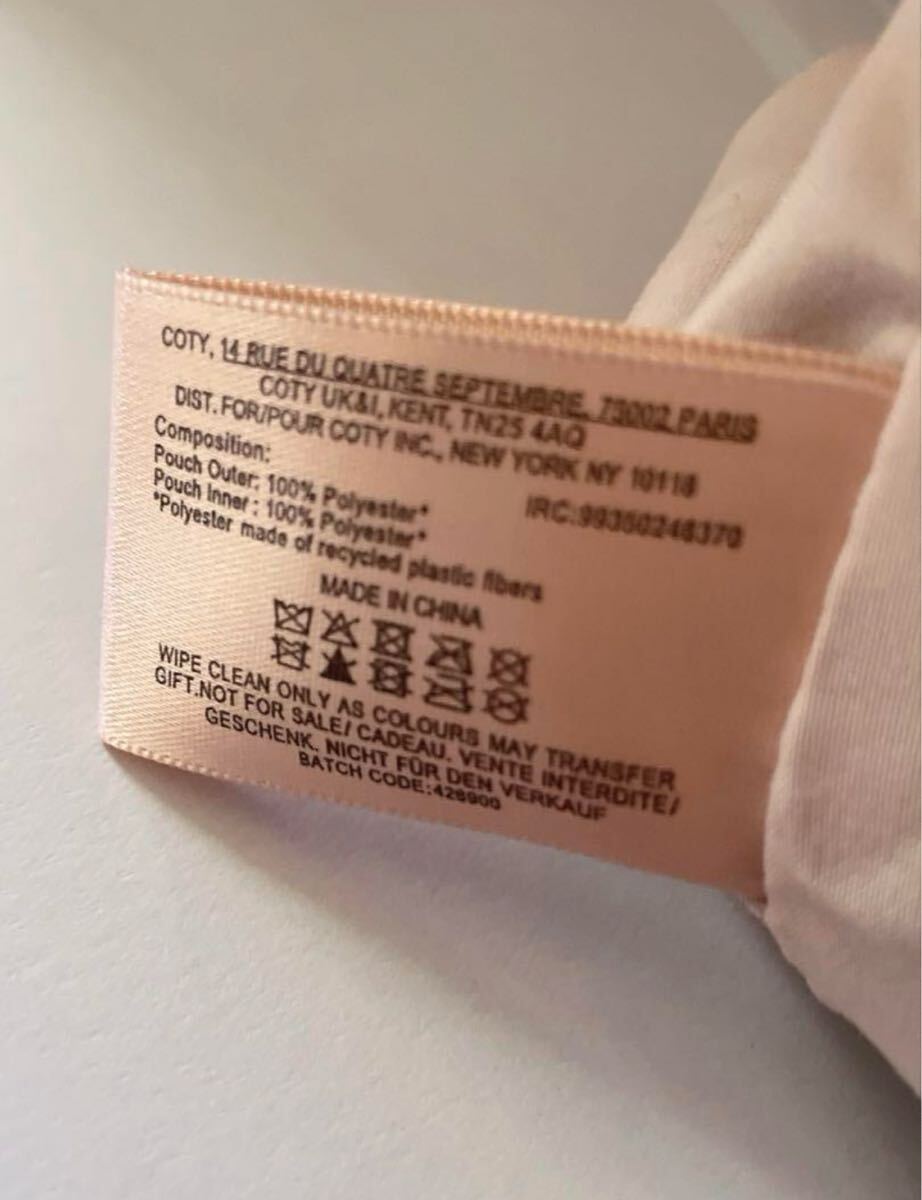 COTY, 14 RUE DU QUATRE SEPTEMBRE, 75002 PARIS
COTY UK&I, KENT, TN25 4AQ
DIST. FOR/POUR COTY INC., NEW YORK NY 10118
Composition:
Pouch Outer: 100% Polyester*
IRC:99350246370
Pouch Inner : 100% Polyester*
*Polyester made of recycled plastic fibers
MADE IN CHINA
WIPE CLEAN ONLY AS COLOURS MAY TRANSFER
GIFT.NOT FOR SALE/ CADEAU. VENTE INTERDITE/
GESCHENK. NICHT FÜR DEN VERKAUF
BATCH CODE:428900